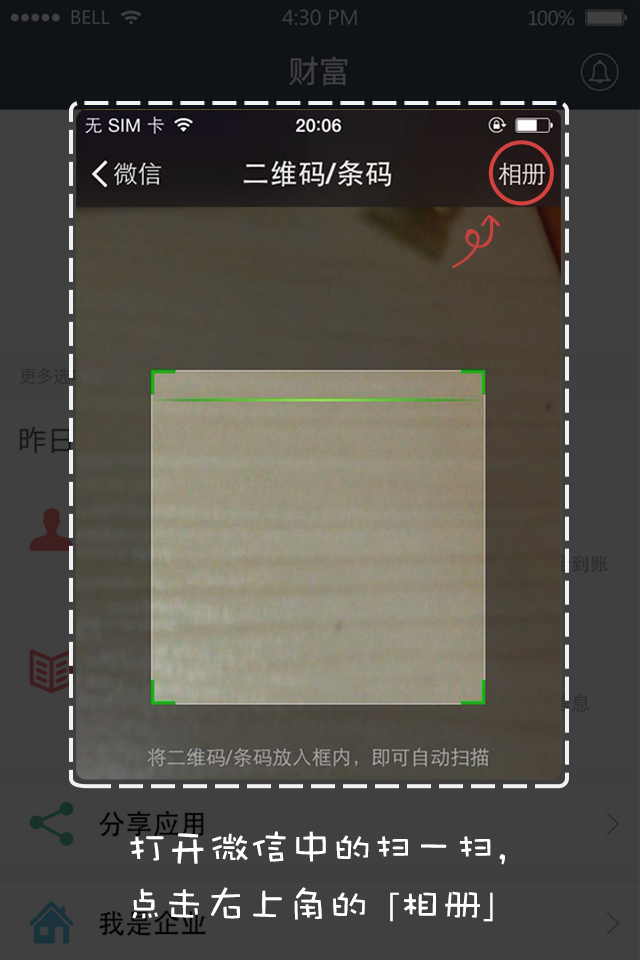 BELL 4:30 PM 100%
财富
无 SIM 卡 20:06
微信 二维码/条码 相册
更多选
昨日
到账
息
将二维码/条码放入框内，即可自动扫描
分享应用
打开微信中的扫一扫，
点击右上角的「相册」
我是企业